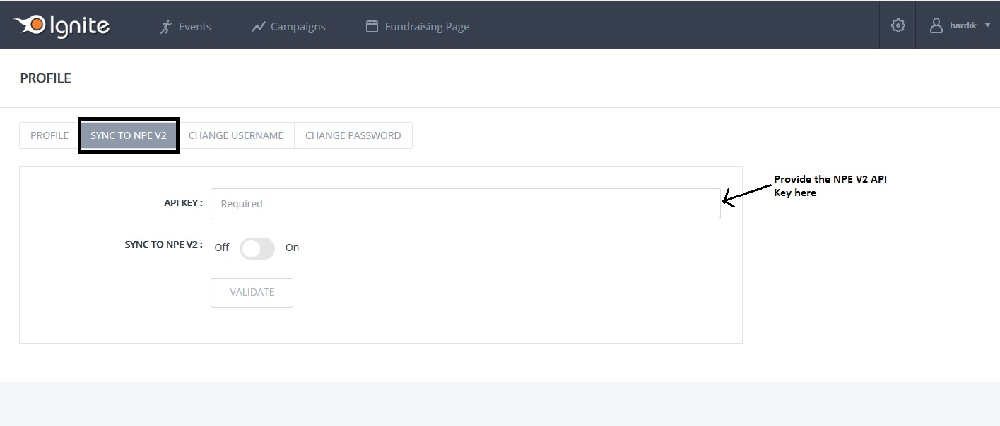 Ignite Events Campaigns Fundraising Page hardik
PROFILE
PROFILE SYNC TO NPE V2 CHANGE USERNAME CHANGE PASSWORD
Provide the NPE V2 API
Key here
API KEY : Required
SYNC TO NPE V2 : Off On
VALIDATE